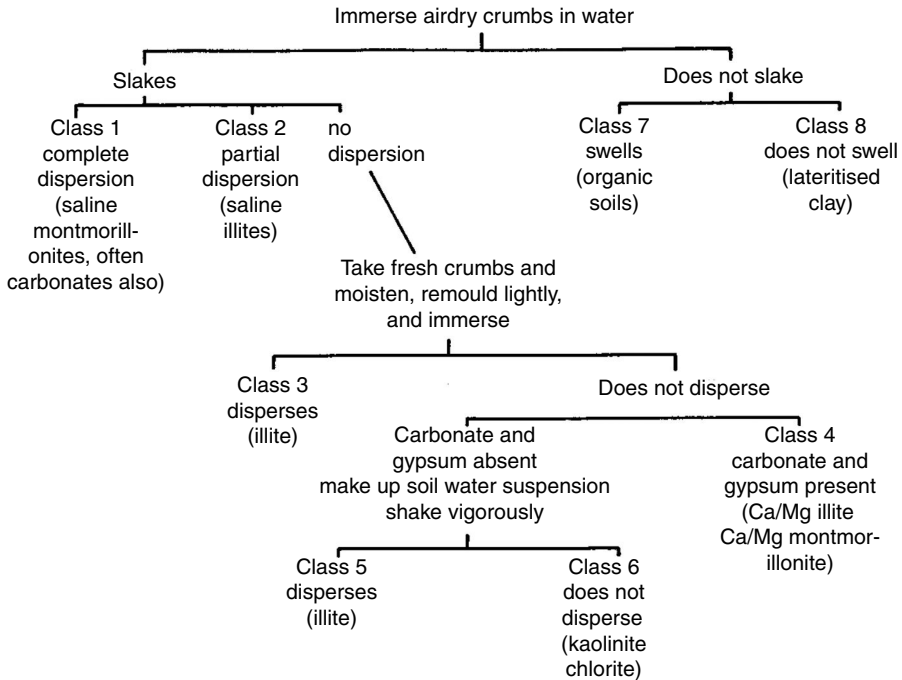 Immerse airdry crumbs in water
Slakes
Does not slake
Class 1
complete
dispersion
(saline
montmorill-
onites, often
carbonates also)
Class 2
partial
dispersion
(saline
illites)
no
dispersion
Class 7
swells
(organic
soils)
Class 8
does not swell
(lateritised
clay)
Take fresh crumbs and
moisten, remould lightly,
and immerse
Class 3
disperses
(illite)
Does not disperse
Carbonate and
gypsum absent
make up soil water suspension
shake vigorously
Class 4
carbonate and
gypsum present
(Ca/Mg illite
Ca/Mg montmor-
illonite)
Class 5
disperses
(illite)
Class 6
does not
disperse
(kaolinite
chlorite)